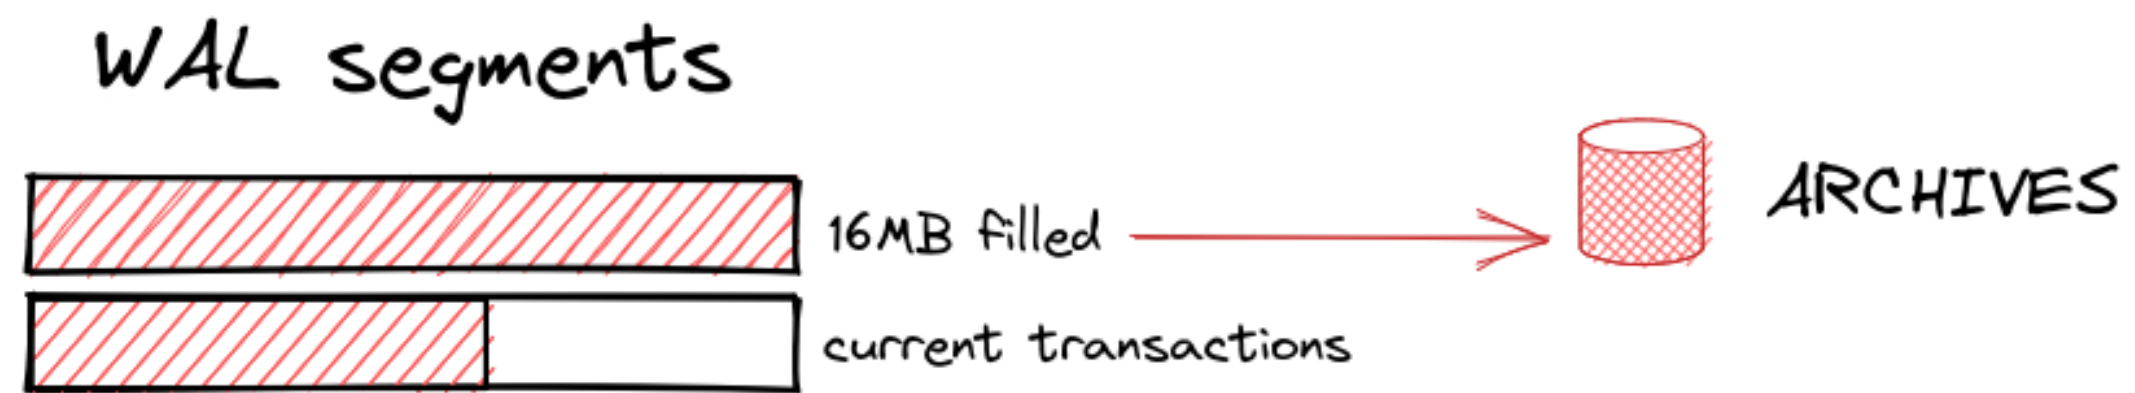 WAL segments
16MB filled
ARCHIVES
current transactions